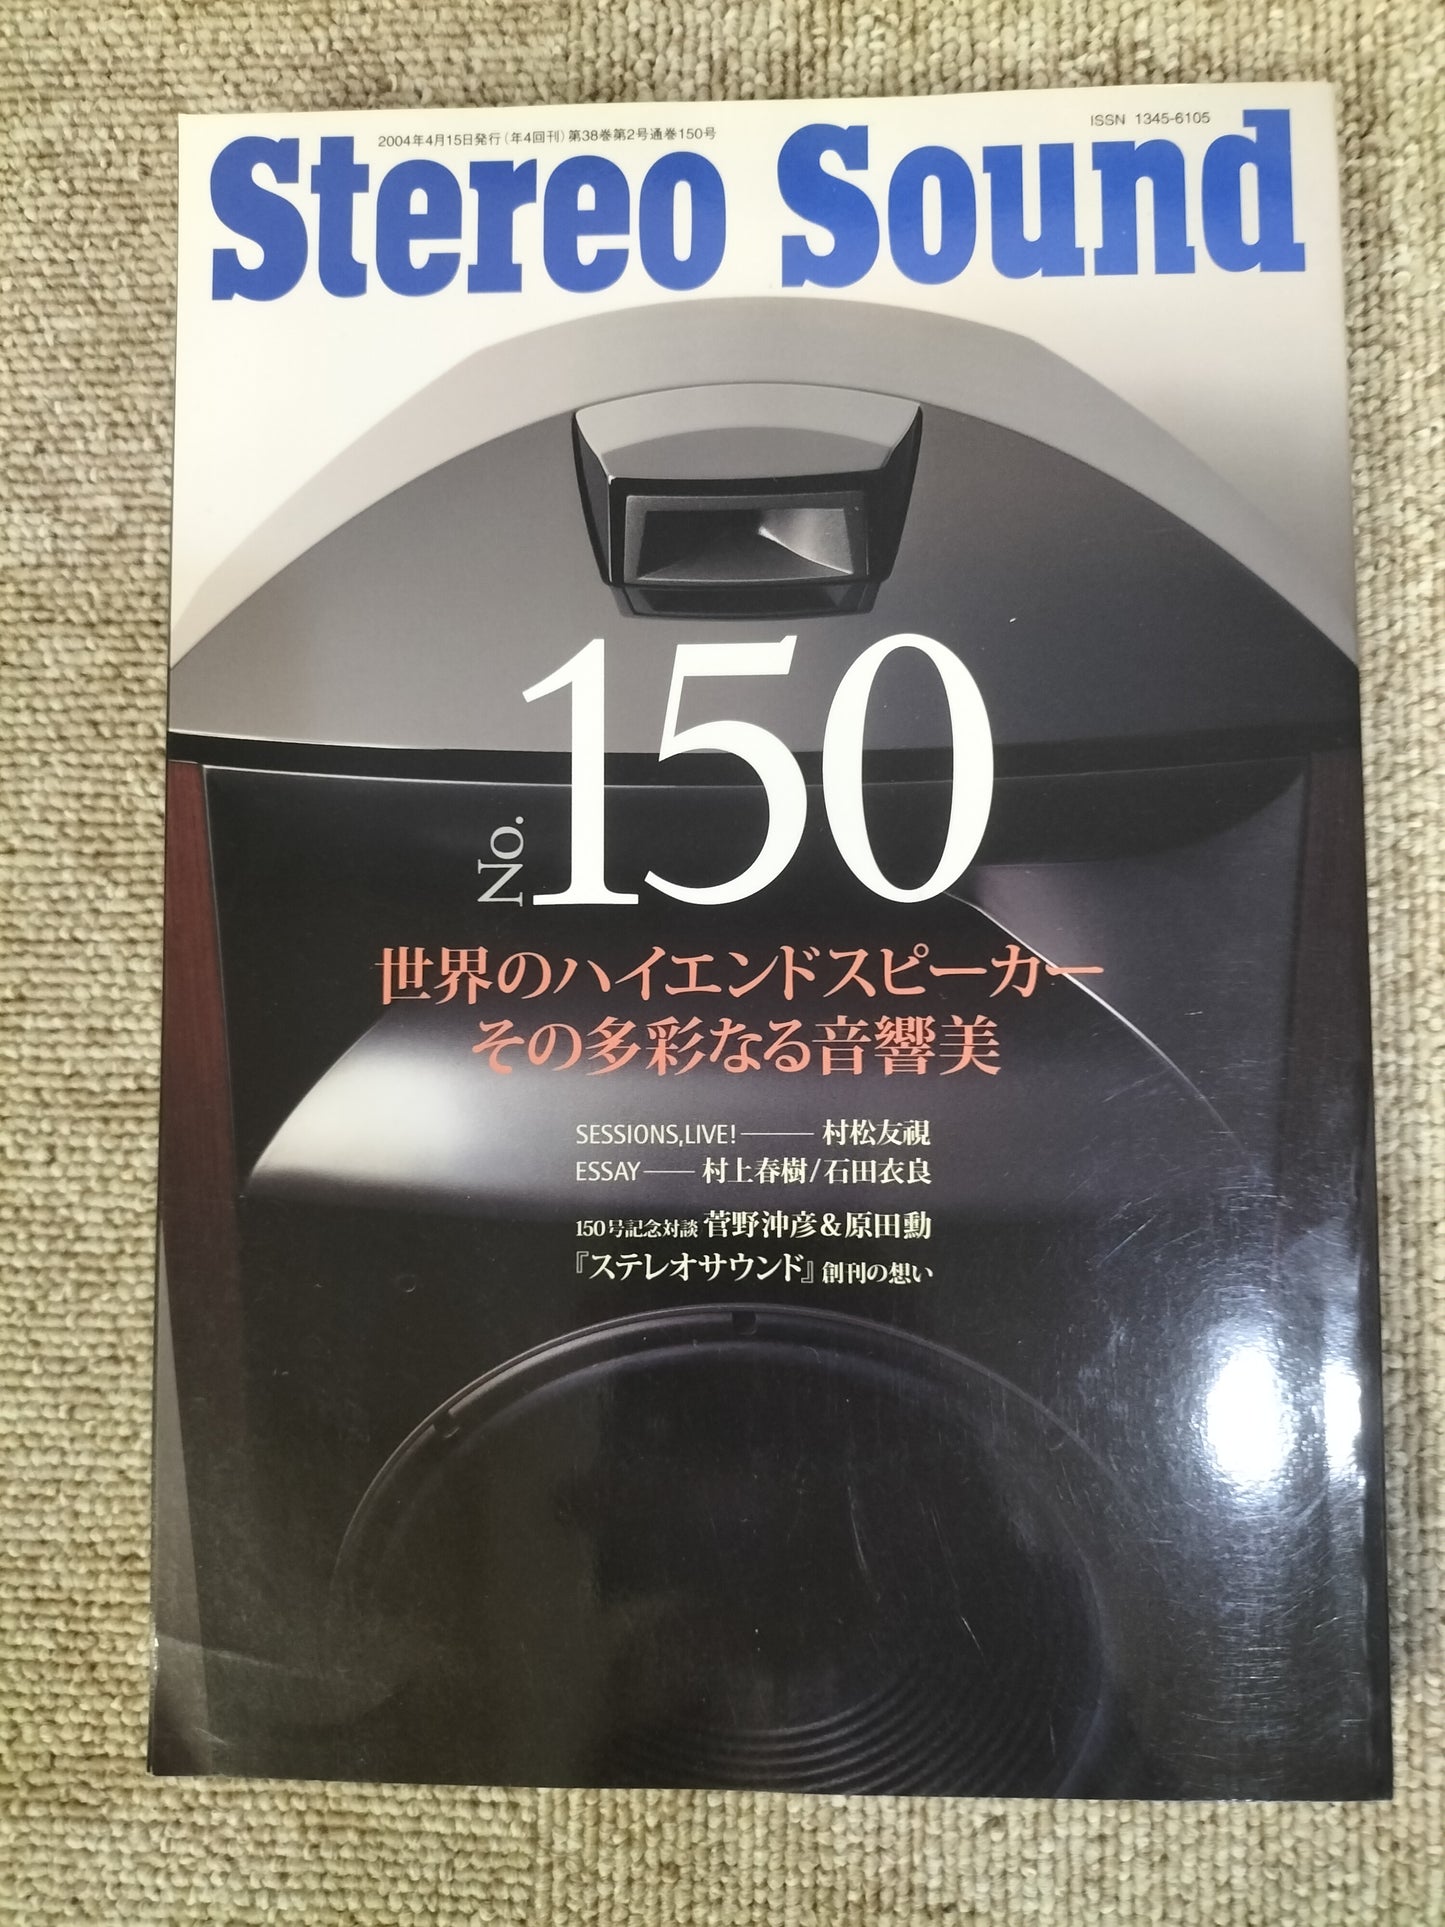 2004年4月15日発行（年4回刊）第38巻第2号通巻150号
ISSN 1345-6105
Stereo Sound
No.150
世界のハイエンドスピーカー
その多彩なる音響美
SESSIONS,LIVE!―――村松友視
ESSAY――村上春樹/石田衣良
150号記念対談 菅野沖彦&原田勳
『ステレオサウンド』創刊の想い